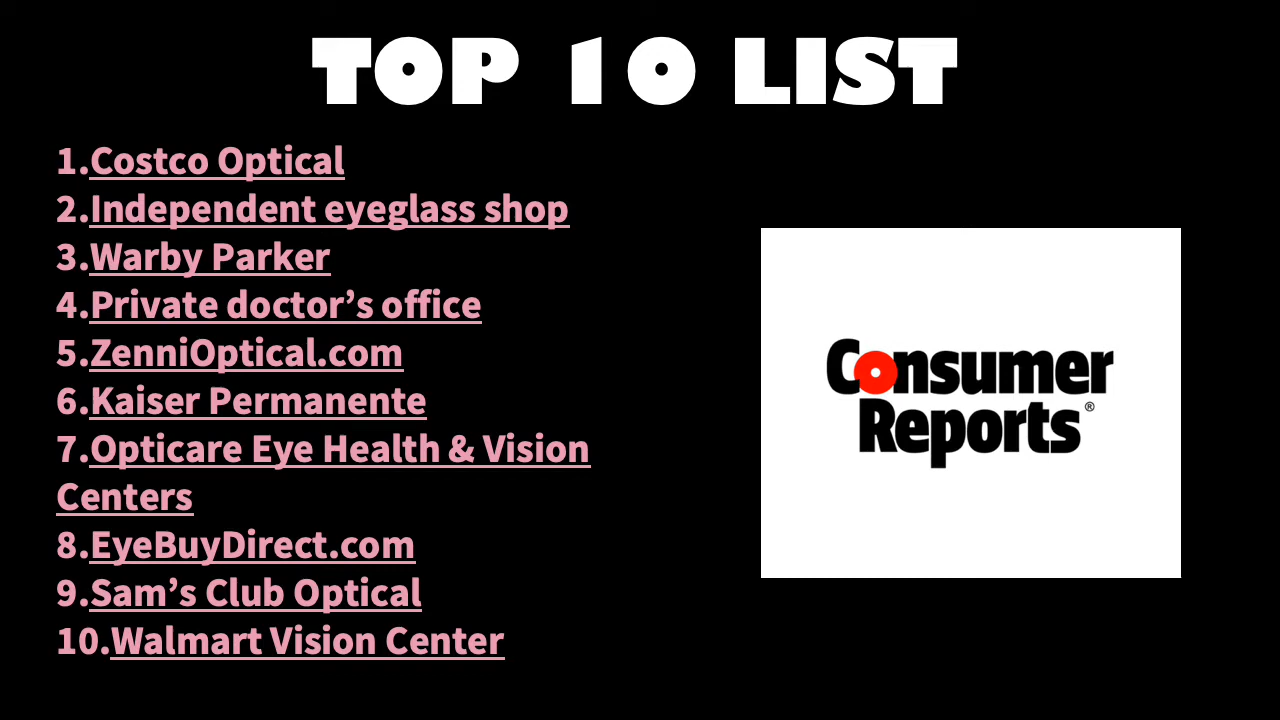 TOP 10 LIST
1.Costco Optical
2.Independent eyeglass shop
3.Warby Parker
4.Private doctor’s office
5.ZenniOptical.com
6.Kaiser Permanente
7.Opticare Eye Health & Vision
Centers
8.EyeBuyDirect.com
9.Sam’s Club Optical
10.Walmart Vision Center
Consumer
Reports®